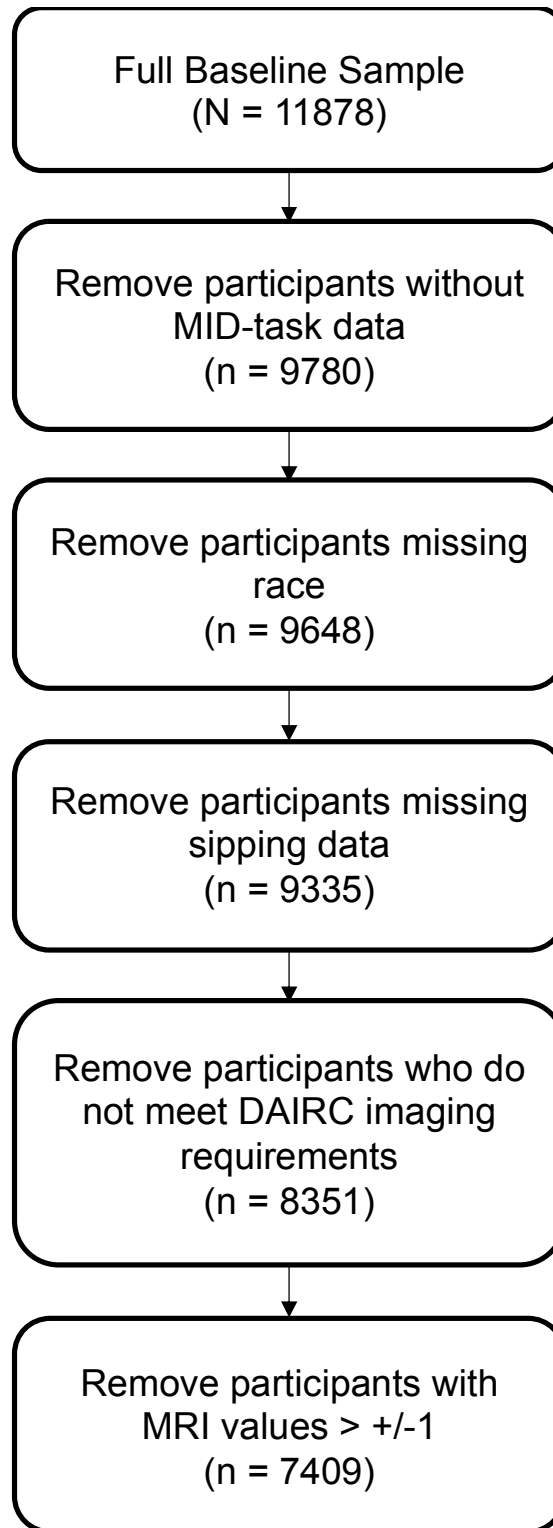 Full Baseline Sample
(N = 11878)
Remove participants without
MID-task data
(n = 9780)
Remove participants missing
race
(n = 9648)
Remove participants missing
sipping data
(n = 9335)
Remove participants who do
not meet DAIRC imaging
requirements
(n = 8351)
Remove participants with
MRI values > +/-1
(n = 7409)